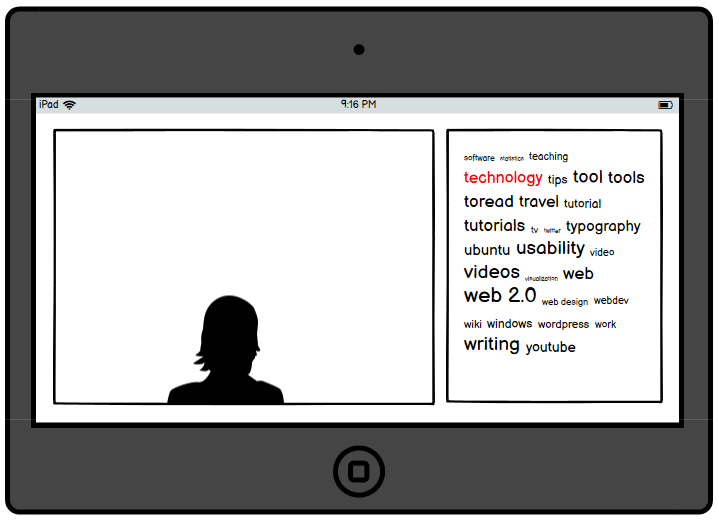 iPad 9:16 PM
software statistics teaching
technology tips tool tools
toread travel tutorial
tutorials tv twitter typography
ubuntu usability video
videos visualization web
web 2.0 web design webdev
wiki windows wordpress work
writing youtube